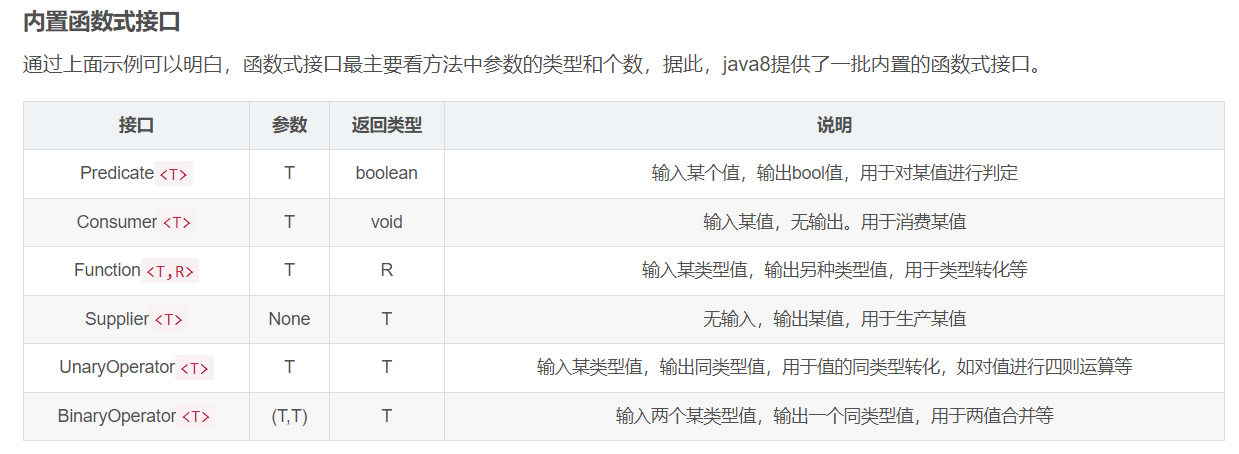 内置函数式接口
通过上面示例可以明白，函数式接口最主要看方法中参数的类型和个数，据此，java8提供了一批内置的函数式接口。
接口 参数 返回类型 说明
Predicate<T> T boolean 输入某个值，输出bool值，用于对某值进行判定
Consumer <T> T void 输入某值，无输出。用于消费某值
Function<T,R> T R 输入某类型值，输出另种类型值，用于类型转化等
Supplier <T> None T 无输入，输出某值，用于生产某值
UnaryOperator<T> T T 输入某类型值，输出同类型值，用于值的同类型转化，如对值进行四则运算等
BinaryOperator <T> (T,T) T 输入两个某类型值，输出一个同类型值，用于两值合并等